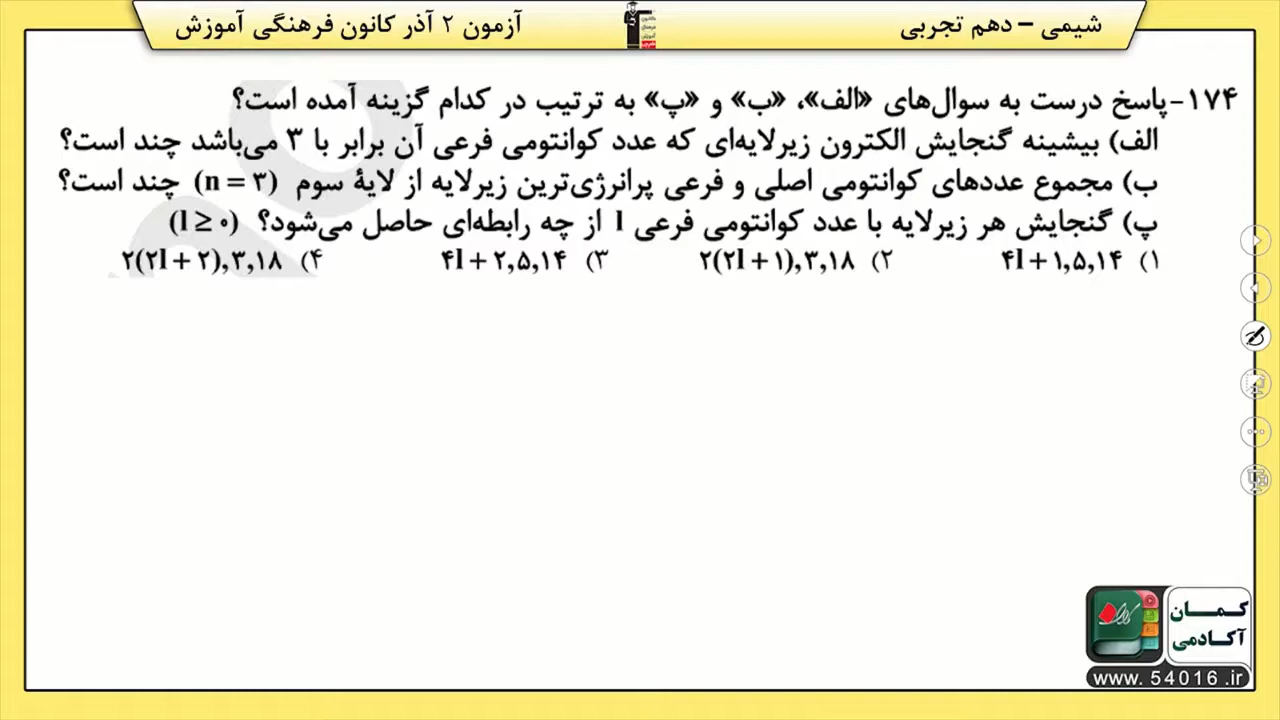 شیمی – دهم تجربی
آزمون ۲ آذر کانون فرهنگی آموزش
۱۷۴- پاسخ درست به سوال‌های «الف»، «ب» و «پ» به ترتیب در کدام گزینه آمده است؟
الف) بیشینه گنجایش الکترون زیرلایه‌ای که عدد کوانتومی فرعی آن برابر با ۳ می‌باشد چند است؟
ب) مجموع عددهای کوانتومی اصلی و فرعی پرانرژی‌ترین زیرلایه از لایهٔ سوم (n = ۳) چند است؟
پ) گنجایش هر زیرلایه با عدد کوانتومی فرعی l از چه رابطه‌ای حاصل می‌شود؟ (l ≥ ۰)
۱) ۴l + ۱,۵,۱۴ ۲) ۲(۲l + ۱),۳,۱۸ ۳) ۴l + ۲,۵,۱۴ ۴) ۲(۲l + ۲),۳,۱۸
کمان
آکادمی
www. 54016 .ir